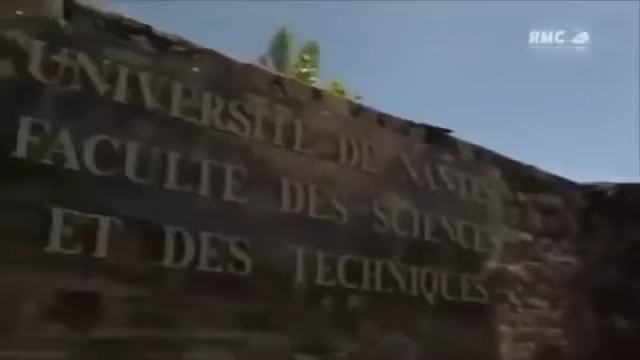 RMC
UNIVERSITE DE NANTES
FACULTE DES SCIENCES
ET DES TECHNIQUES